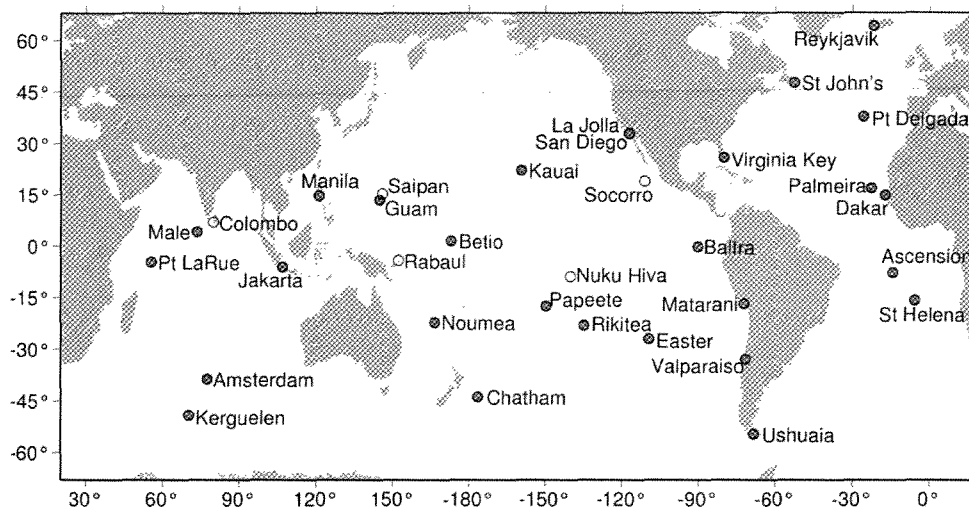 60°
45°
30°
15°
0°
-15°
-30°
-45°
-60°
Reykjavik
St John's
Pt Delgada
La Jolla
San Diego
Virginia Key
Kauai
Manila
Saipan
Socorro
Palmeira
Guam
Dakar
Colombo
Male
Betio
Baltra
Ascension
Pt LaRue
Rabaul
Jakarta
Nuku Hiva
Papeete
Matarani
St Helena
Noumea
Rikitea
Easter
Valparaiso
Amsterdam
Chatham
Kerguelen
Ushuaia
30° 60° 90° 120° 150° 180° -150° -120° -90° -60° -30° 0°